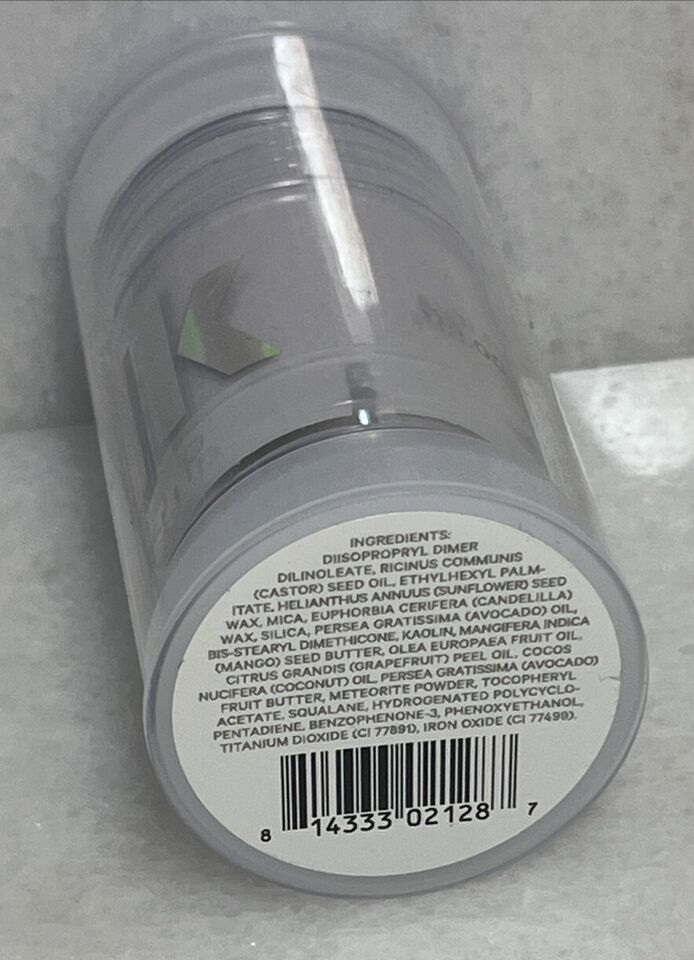 INGREDIENTS:
DIISOPROPRYL DIMER
DILINOLEATE, RICINUS COMMUNIS
(CASTOR) SEED OIL, ETHYLHEXYL PALM-
ITATE, HELIANTHUS ANNUUS (SUNFLOWER) SEED
WAX, MICA, EUPHORBIA CERIFERA (CANDELILLA)
WAX, SILICA, PERSEA GRATISSIMA (AVOCADO) OIL,
BIS-STEARYL DIMETHICONE, KAOLIN, MANGIFERA INDICA
(MANGO) SEED BUTTER, OLEA EUROPAEA FRUIT OIL,
CITRUS GRANDIS (GRAPEFRUIT) PEEL OIL, COCOS
NUCIFERA (COCONUT) OIL, PERSEA GRATISSIMA (AVOCADO)
FRUIT BUTTER, METEORITE POWDER, TOCOPHERYL
ACETATE, SQUALANE, HYDROGENATED POLYCYCLO-
PENTADIENE, BENZOPHENONE-3, PHENOXYETHANOL,
TITANIUM DIOXIDE (CI 77891), IRON OXIDE (CI 77499).
8 14333 02128 7